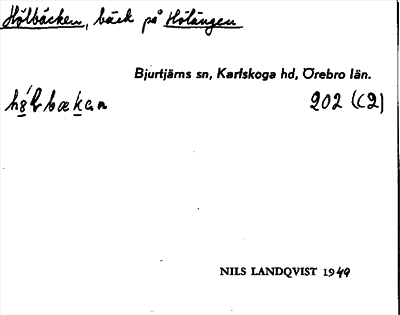 Hölbäcken, bäck på Hölängen
Bjurtjärns sn, Karlskoga hd, Örebro län.
202 (C2)
NILS LANDQVIST 1949